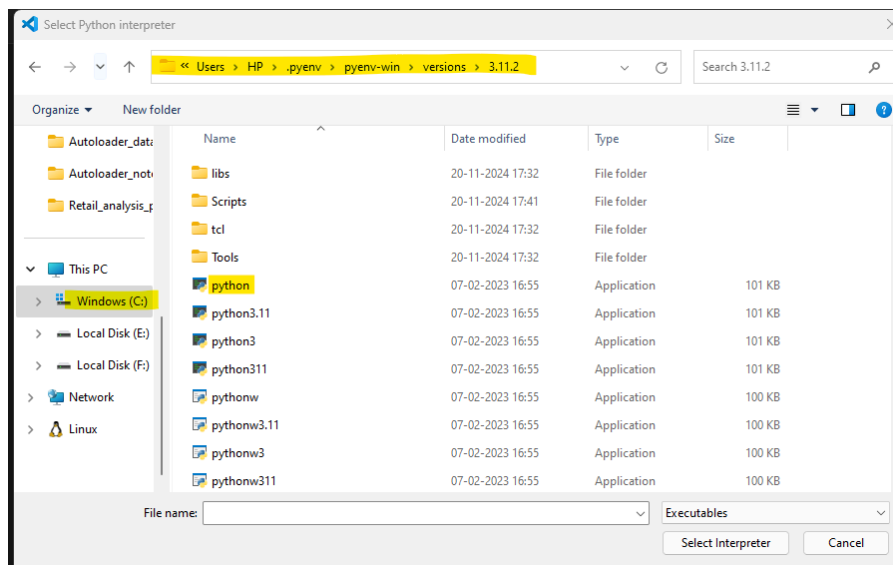 Select Python interpreter
« Users > HP > .pyenv > pyenv-win > versions > 3.11.2
Search 3.11.2
Organize
New folder
?
Autoloader_data
Autoloader_note
Retail_analysis_p
This PC
Windows (C:)
Local Disk (E:)
Local Disk (F:)
Network
Linux
Name Date modified Type Size
libs 20-11-2024 17:32 File folder
Scripts 20-11-2024 17:41 File folder
tcl 20-11-2024 17:32 File folder
Tools 20-11-2024 17:32 File folder
python 07-02-2023 16:55 Application 101 KB
python3.11 07-02-2023 16:55 Application 101 KB
python3 07-02-2023 16:55 Application 101 KB
python311 07-02-2023 16:55 Application 101 KB
pythonw 07-02-2023 16:55 Application 100 KB
pythonw3.11 07-02-2023 16:55 Application 100 KB
pythonw3 07-02-2023 16:55 Application 100 KB
pythonw311 07-02-2023 16:55 Application 100 KB
File name:
Executables
Select Interpreter
Cancel